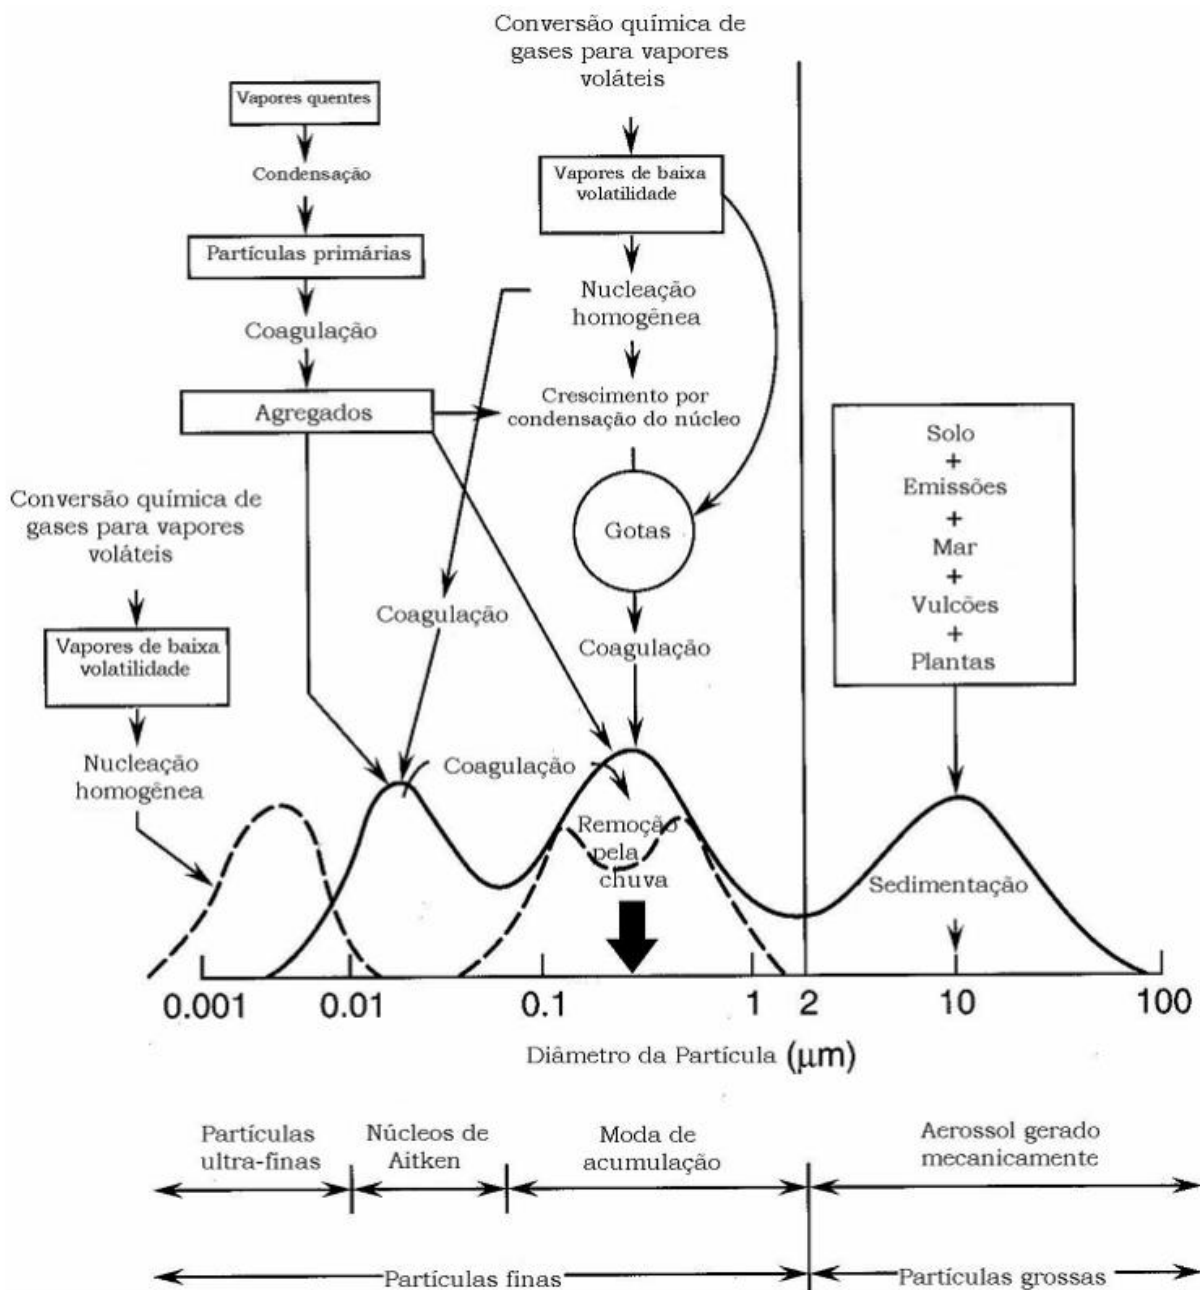 Conversão química de
gases para vapores
voláteis
Vapores quentes
Condensação
Vapores de baixa
volatilidade
Partículas primárias
Nucleação
homogênea
Coagulação
Crescimento por
condensação do núcleo
Agregados
Solo
+
Emissões
+
Mar
+
Vulcões
+
Plantas
Conversão química de
gases para vapores
voláteis
Gotas
Coagulação
Coagulação
Vapores de baixa
volatilidade
Nucleação
homogênea
Coagulação
Remoção
pela
chuva
Sedimentação
0.001 0.01 0.1 1 2 10 100
Diâmetro da Partícula (μm)
Partículas
ultra-finas
Núcleos de
Aitken
Moda de
acumulação
Aerossol gerado
mecanicamente
Partículas finas
Partículas grossas